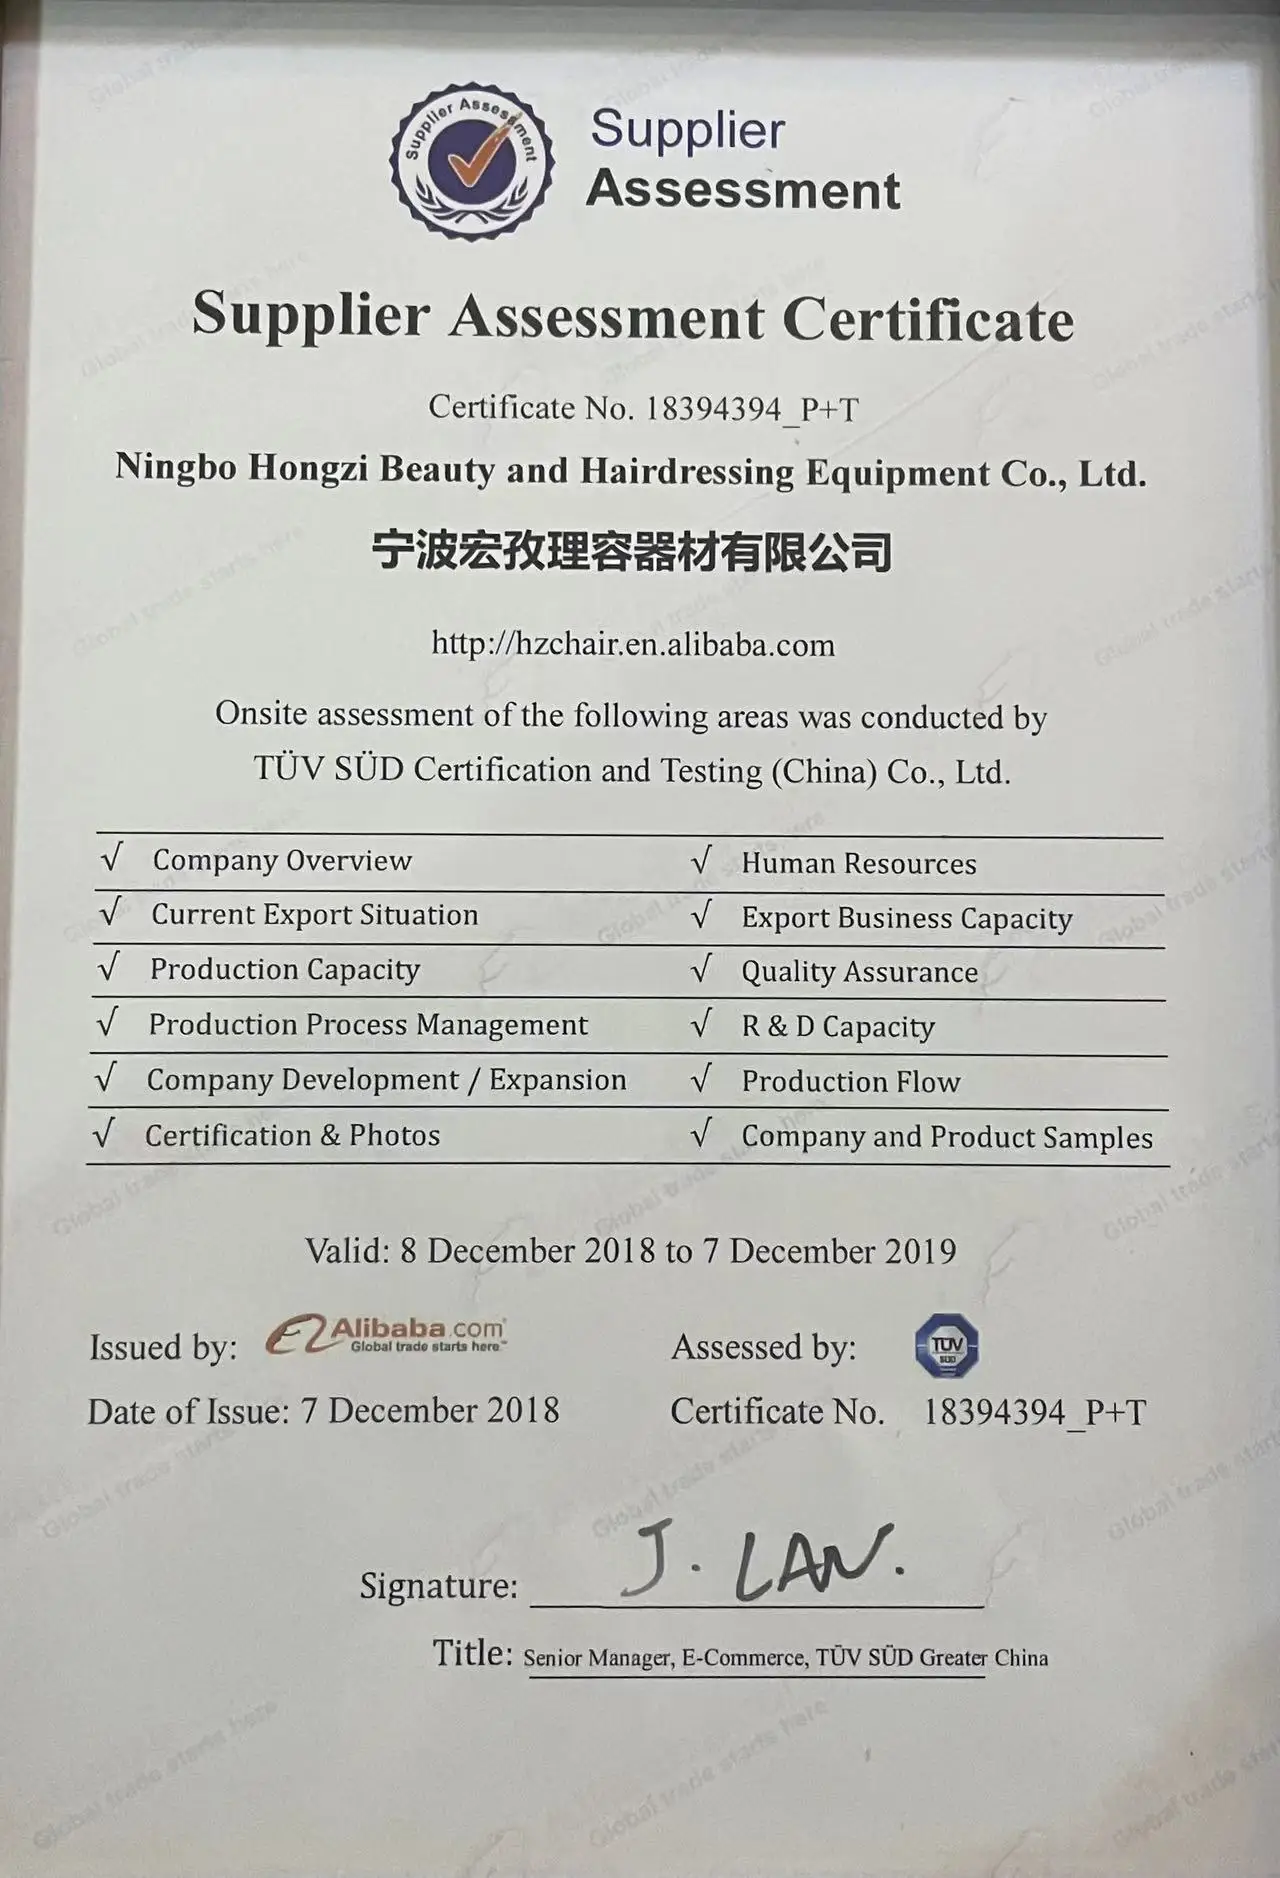 Supplier Assessment
Supplier
Assessment
Supplier Assessment Certificate
Certificate No. 18394394_P+T
Ningbo Hongzi Beauty and Hairdressing Equipment Co., Ltd.
宁波宏孜理容器材有限公司
http://hzchair.en.alibaba.com
Onsite assessment of the following areas was conducted by
TÜV SÜD Certification and Testing (China) Co., Ltd.
√ Company Overview √ Human Resources
√ Current Export Situation √ Export Business Capacity
√ Production Capacity √ Quality Assurance
√ Production Process Management √ R & D Capacity
√ Company Development / Expansion √ Production Flow
√ Certification & Photos √ Company and Product Samples
Valid: 8 December 2018 to 7 December 2019
Issued by: Alibaba.com Assessed by: TÜV
Global trade starts here.™ SÜD
Date of Issue: 7 December 2018 Certificate No. 18394394_P+T
Signature: J. LAN.
Title: Senior Manager, E-Commerce, TÜV SÜD Greater China